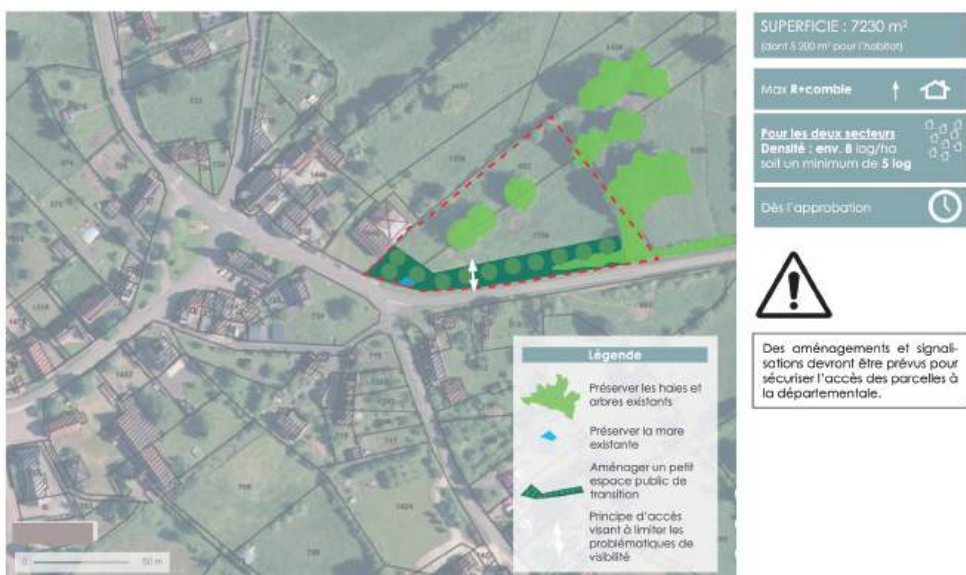 SUPERFICIE : 7230 m²
(dont 5 200 m² pour l'habitat)
Max R+comble
Pour les deux secteurs
Densité : env. 8 log/ha
soit un minimum de 5 log
Dès l'approbation
Des aménagements et signali-
sations devront être prévus pour
sécuriser l'accès des parcelles à
la départementale.
Légende
Préserver les haies et
arbres existants
Préserver la mare
existante
Aménager un petit
espace public de
transition
Principe d'accès
visant à limiter les
problématiques de
visibilité
0 50 m